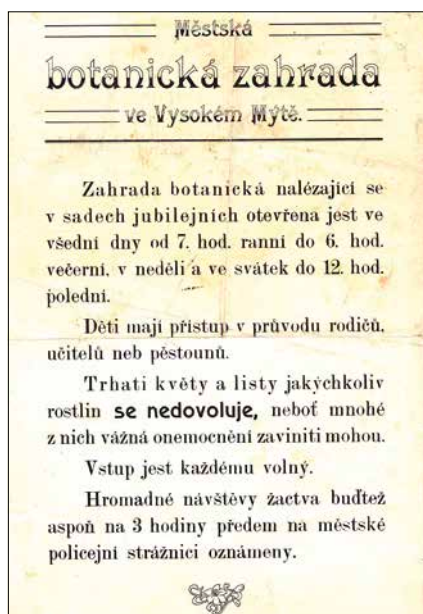 Městská
botanická zahrada
ve Vysokém Mýtě.
Zahrada botanická nalézající se
v sadech jubilejních otevřena jest ve
všední dny od 7. hod. ranní do 6. hod.
večerní, v neděli a ve svátek do 12. hod.
polední.
Děti mají přístup v průvodu rodičů,
učitelů neb pěstounů.
Trhati květy a listy jakýchkoliv
rostlin se nedovoluje, neboť mnohé
z nich vážná onemocnění zaviniti mohou.
Vstup jest každému volný.
Hromadné návštěvy žactva buďtež
aspoň na 3 hodiny předem na městské
policejní strážnici oznámeny.